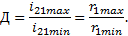 Д = i₂₁ₘₐₓ / i₂₁ₘᵢₙ = r₁ₘₐₓ / r₁ₘᵢₙ.